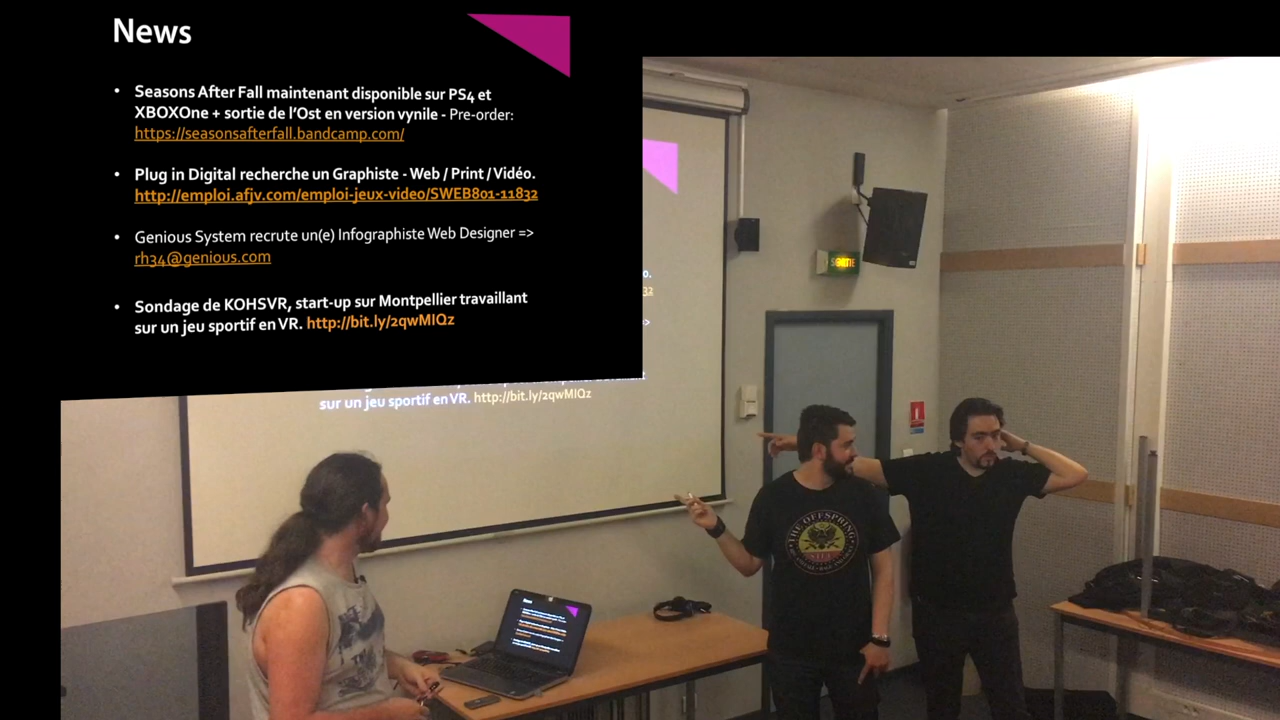 News
• Seasons After Fall maintenant disponible sur PS4 et
XBOXOne + sortie de l'Ost en version vynile - Pre-order:
https://seasonsafterfall.bandcamp.com/
• Plug in Digital recherche un Graphiste - Web / Print / Vidéo.
http://emploi.afjv.com/emploi-jeux-video/SWEB801-11832
• Genious System recrute un(e) Infographiste Web Designer =>
rh34@genious.com
• Sondage de KOHSVR, start-up sur Montpellier travaillant
sur un jeu sportif en VR. http://bit.ly/2qwMIQz
o.
32
>
sur un jeu sportif en VR. http://bit.ly/2qwMIQz
SORTIE
THE OFFSPRING
News